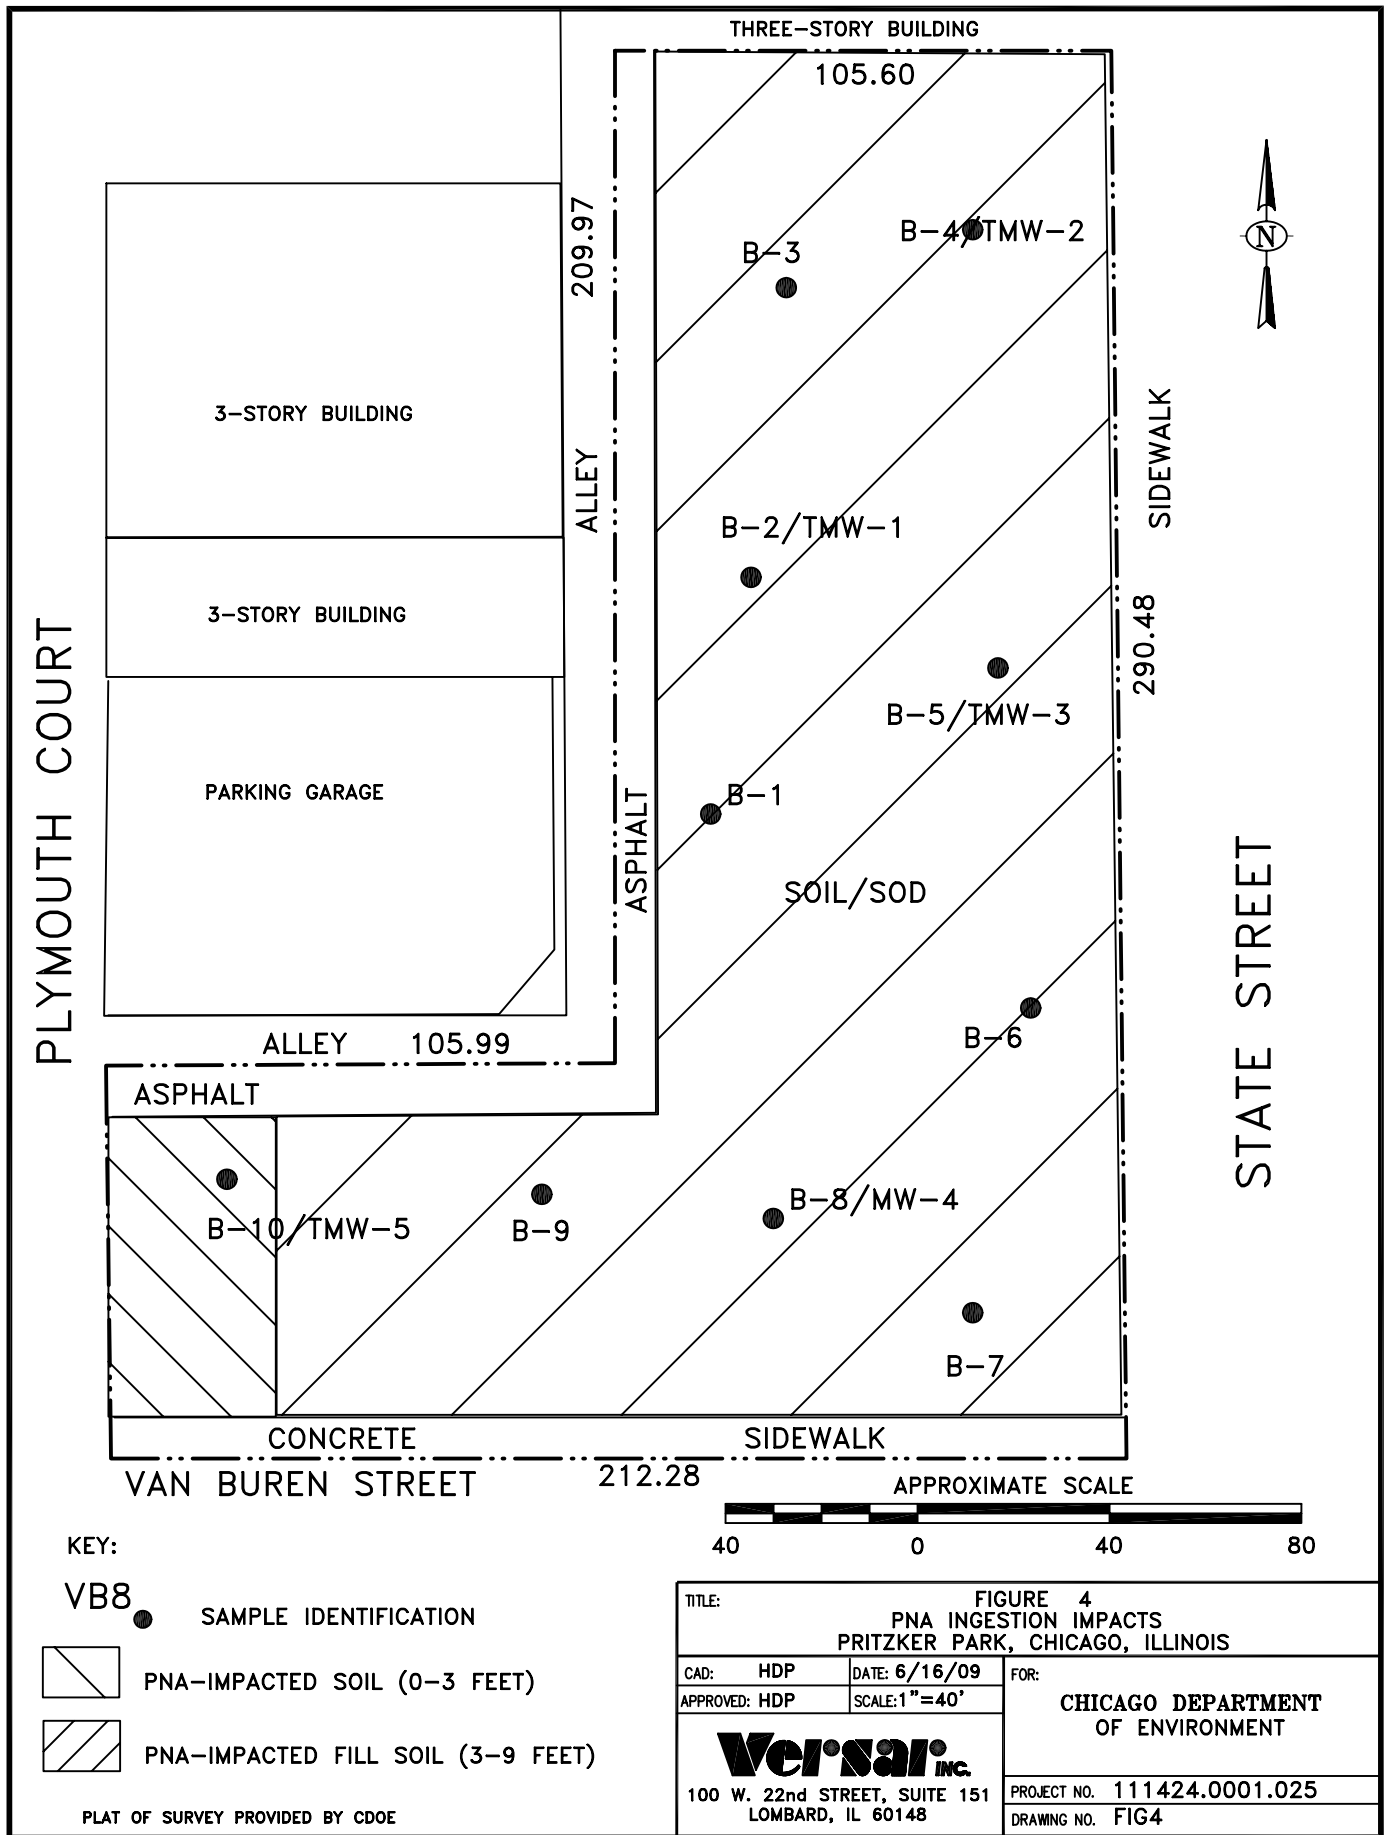 THREE-STORY BUILDING
105.60
209.97
B-4/TMW-2
B-3
N
3-STORY BUILDING
ALLEY
SIDEWALK
B-2/TMW-1
3-STORY BUILDING
290.48
B-5/TMW-3
PLYMOUTH COURT
PARKING GARAGE
B-1
ASPHALT
SOIL/SOD
STATE STREET
B-6
ALLEY 105.99
ASPHALT
B-8/MW-4
B-10/TMW-5
B-9
B-7
CONCRETE SIDEWALK
VAN BUREN STREET
212.28
APPROXIMATE SCALE
40 0 40 80
KEY:
VB8
SAMPLE IDENTIFICATION
PNA-IMPACTED SOIL (0-3 FEET)
PNA-IMPACTED FILL SOIL (3-9 FEET)
PLAT OF SURVEY PROVIDED BY CDOE
TITLE:
FIGURE 4
PNA INGESTION IMPACTS
PRITZKER PARK, CHICAGO, ILLINOIS
CAD: HDP
DATE: 6/16/09
APPROVED: HDP
SCALE: 1"=40'
FOR:
CHICAGO DEPARTMENT
OF ENVIRONMENT
Versar INC.
100 W. 22nd STREET, SUITE 151
LOMBARD, IL 60148
PROJECT NO. 111424.0001.025
DRAWING NO. FIG4